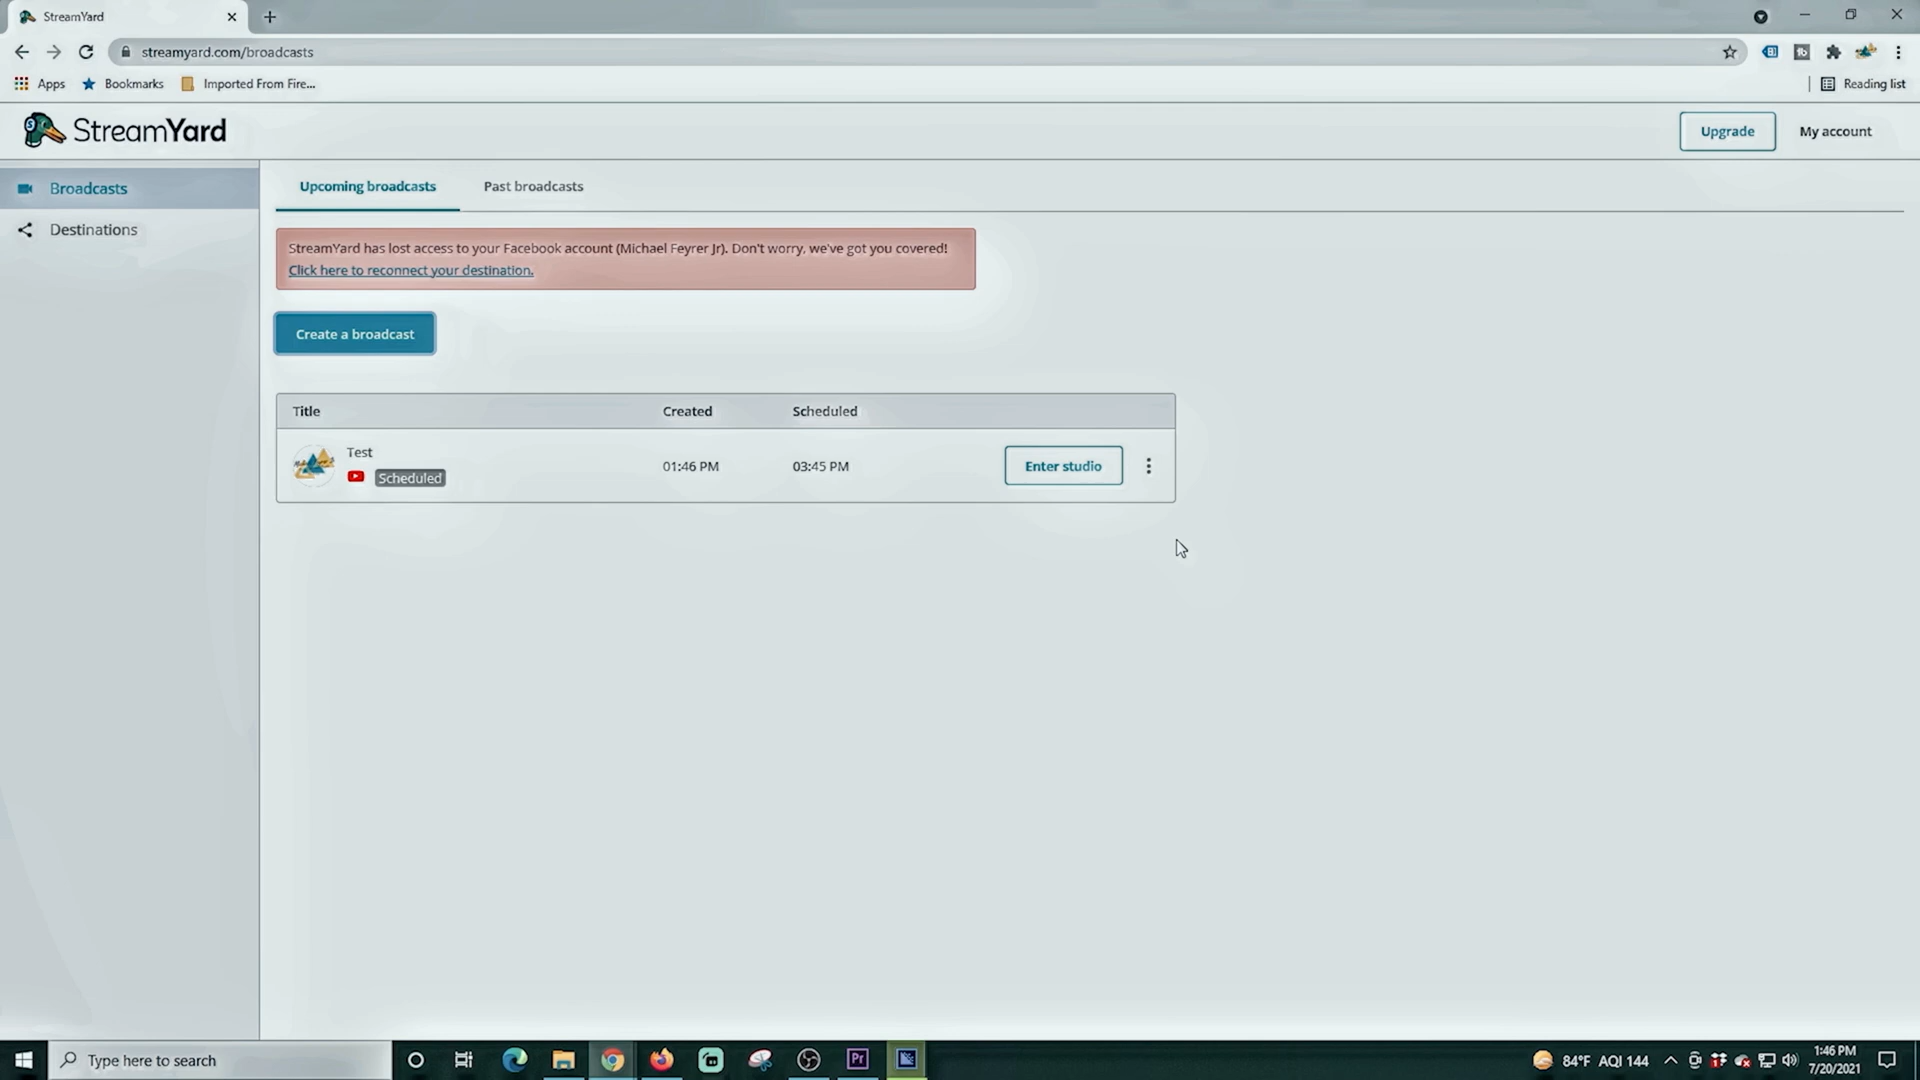 StreamYard
streamyard.com/broadcasts
Apps
Bookmarks
Imported From Fire...
Reading list
StreamYard
Upgrade
My account
Broadcasts
Destinations
Upcoming broadcasts
Past broadcasts
StreamYard has lost access to your Facebook account (Michael Feyrer Jr). Don't worry, we've got you covered!
Click here to reconnect your destination.
Create a broadcast
Title
Created
Scheduled
Test
Scheduled
01:46 PM
03:45 PM
Enter studio
Type here to search
Pr
84°F AQI 144
1:46 PM
7/20/2021